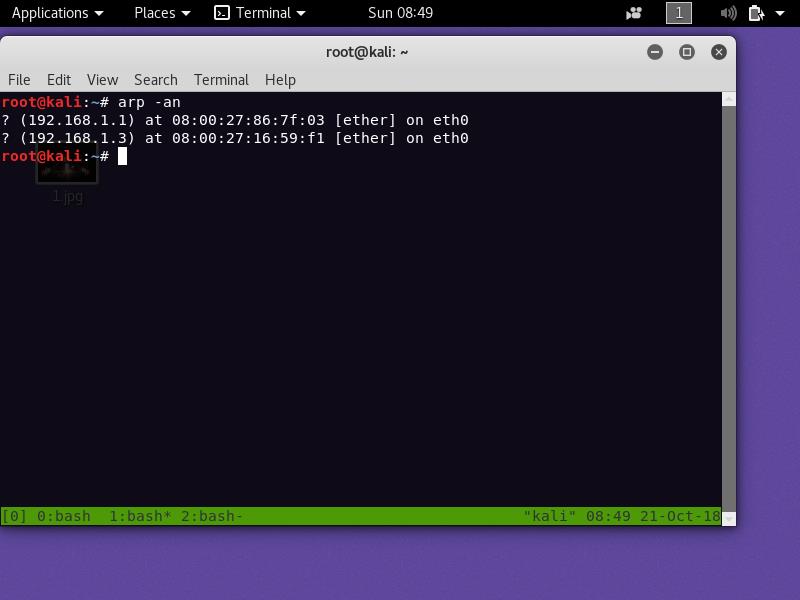 Applications Places Terminal Sun 08:49 1
root@kali: ~
File Edit View Search Terminal Help
root@kali:~# arp -an
? (192.168.1.1) at 08:00:27:86:7f:03 [ether] on eth0
? (192.168.1.3) at 08:00:27:16:59:f1 [ether] on eth0
root@kali:~#
1.jpg
[0] 0:bash  1:bash* 2:bash- "kali" 08:49 21-Oct-18